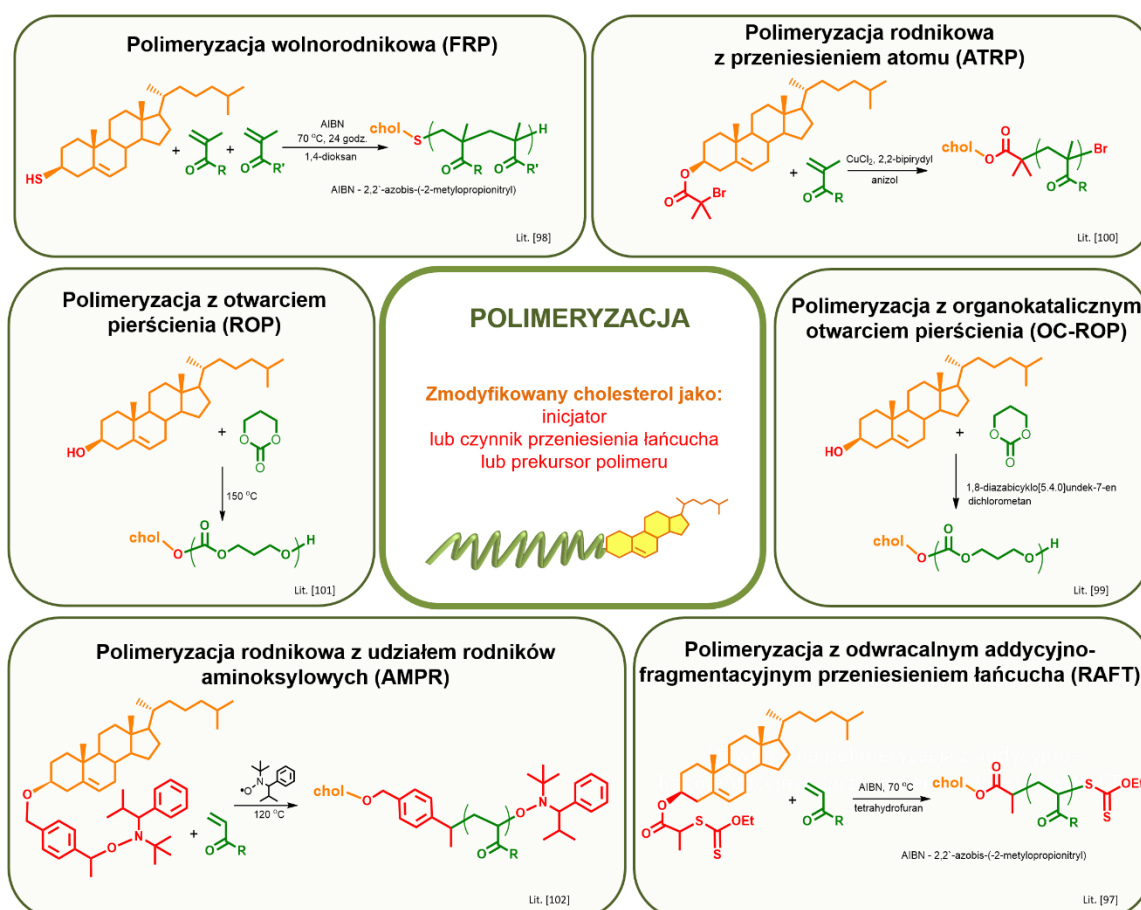 Polimeryzacja wolnorodnikowa (FRP)
HS
+
O
R
+
O
R'
AIBN
70 °C, 24 godz.
1,4-dioksan
chol
S
H
O
R
O
R'
AIBN - 2,2`-azobis-(-2-metylopropionitryl)
Lit. [98]
Polimeryzacja rodnikowa
z przeniesieniem atomu (ATRP)
O
O
Br
+
O
R
CuCl2, 2,2-bipirydyl
anizol
chol
O
O
Br
O
R
Lit. [100]
Polimeryzacja z otwarciem
pierścienia (ROP)
HO
+
O
O
O
150 °C
chol
O
O
O
O
H
Lit. [101]
POLIMERYZACJA
Zmodyfikowany cholesterol jako:
inicjator
lub czynnik przeniesienia łańcucha
lub prekursor polimeru
Polimeryzacja z organokatalicznym
otwarciem pierścienia (OC-ROP)
HO
+
O
O
O
1,8-diazabicyklo[5.4.0]undek-7-en
dichlorometan
chol
O
O
O
O
H
Lit. [99]
Polimeryzacja rodnikowa z udziałem rodników
aminoksylowych (AMPR)
O
O
N
+
O
R
•O
N
120 °C
chol
O
O
N
O
R
Lit. [102]
Polimeryzacja z odwracalnym addycyjno-
fragmentacyjnym przeniesieniem łańcucha (RAFT)
O
O
S
OEt
S
+
O
R
AIBN, 70 °C
tetrahydrofuran
chol
O
O
S
OEt
S
O
R
AIBN - 2,2`-azobis-(-2-metylopropionitryl)
Lit. [97]